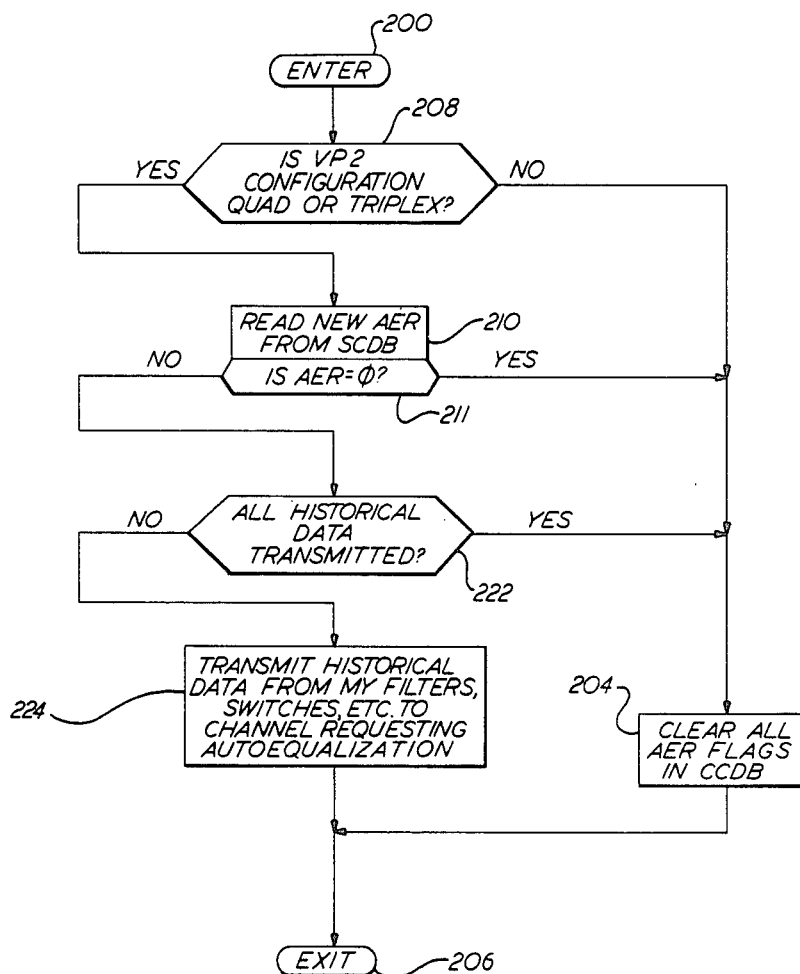 200
ENTER
208
YES
IS VP2
CONFIGURATION
QUAD OR TRIPLEX?
NO
READ NEW AER
FROM SCDB
210
NO
IS AER=ϕ?
YES
211
NO
ALL HISTORICAL
DATA
TRANSMITTED?
YES
222
224
TRANSMIT HISTORICAL
DATA FROM MY FILTERS,
SWITCHES, ETC. TO
CHANNEL REQUESTING
AUTOEQUALIZATION
204
CLEAR ALL
AER FLAGS
IN CCDB
EXIT
206